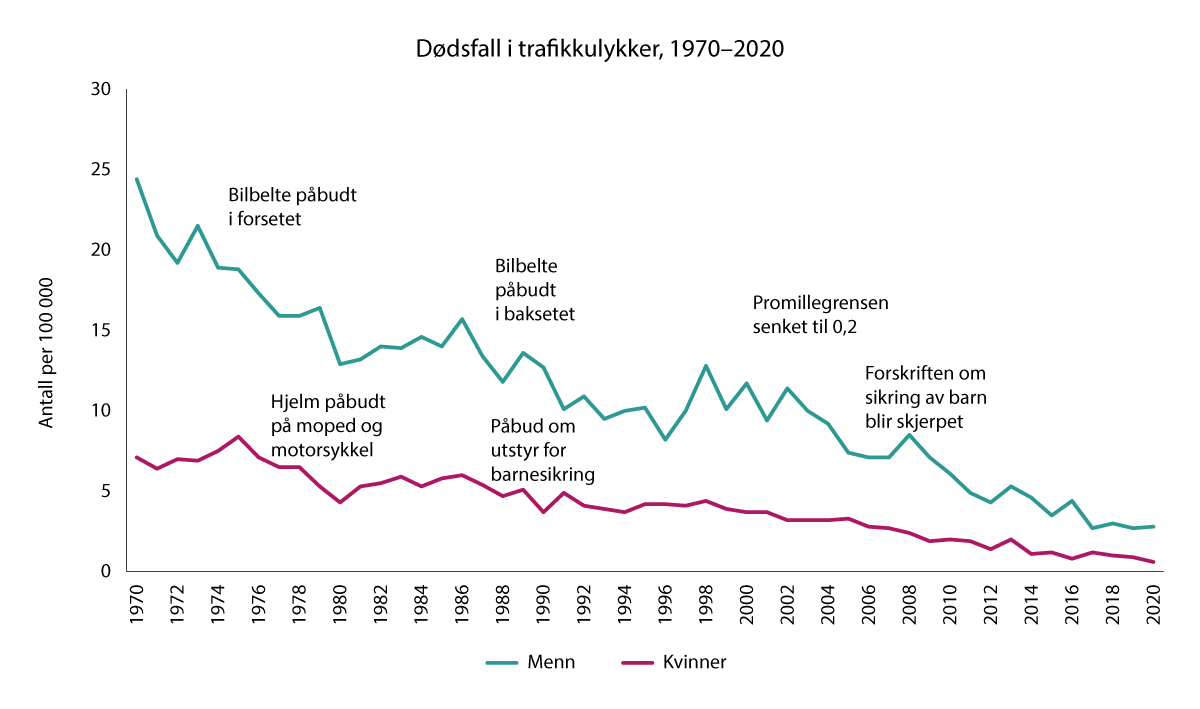 Dødsfall i trafikkulykker, 1970–2020
Antall per 100 000
30
25
20
15
10
5
0
Bilbelte påbudt
i forsetet
Hjelm påbudt
på moped og
motorsykkel
Bilbelte
påbudt
i baksetet
Påbud om
utstyr for
barnesikring
Promillegrensen
senket til 0,2
Forskriften om
sikring av barn
blir skjerpet
1970
1972
1974
1976
1978
1980
1982
1984
1986
1988
1990
1992
1994
1996
1998
2000
2002
2004
2006
2008
2010
2012
2014
2016
2018
2020
Menn
Kvinner